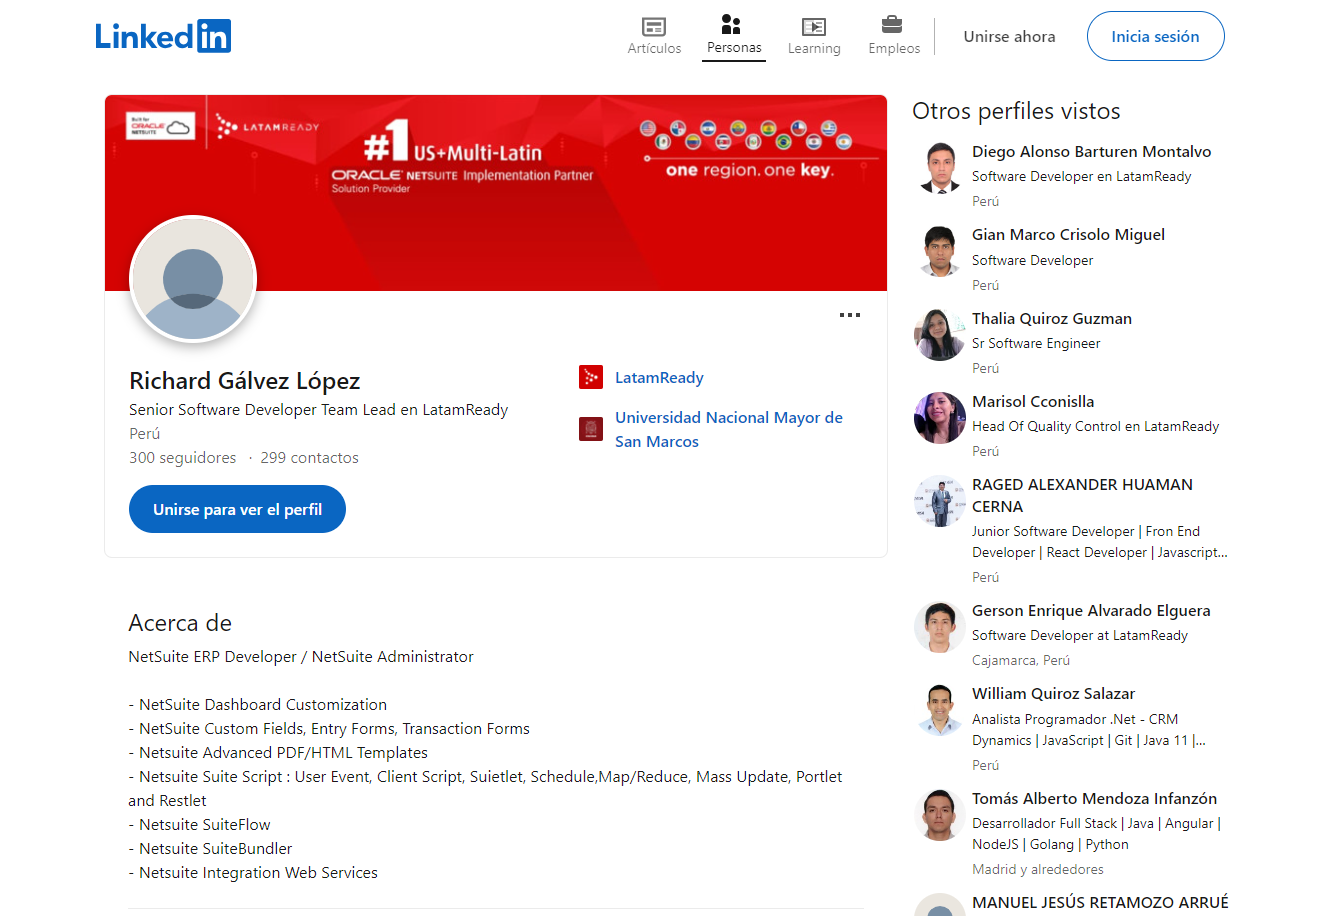 LinkedIn
Artículos
Personas
Learning
Empleos
Unirse ahora
Inicia sesión
Built for
ORACLE
NETSUITE
LATAMREADY
#1 US+Multi-Latin
ORACLE NETSUITE Implementation Partner
Solution Provider
one region. one key.
Richard Gálvez López
Senior Software Developer Team Lead en LatamReady
Perú
300 seguidores · 299 contactos
Unirse para ver el perfil
LatamReady
Universidad Nacional Mayor de
San Marcos
Acerca de
NetSuite ERP Developer / NetSuite Administrator
- NetSuite Dashboard Customization
- NetSuite Custom Fields, Entry Forms, Transaction Forms
- Netsuite Advanced PDF/HTML Templates
- Netsuite Suite Script : User Event, Client Script, Suietlet, Schedule,Map/Reduce, Mass Update, Portlet
and Restlet
- Netsuite SuiteFlow
- Netsuite SuiteBundler
- Netsuite Integration Web Services
Otros perfiles vistos
Diego Alonso Barturen Montalvo
Software Developer en LatamReady
Perú
Gian Marco Crisolo Miguel
Software Developer
Perú
Thalia Quiroz Guzman
Sr Software Engineer
Perú
Marisol Cconislla
Head Of Quality Control en LatamReady
Perú
RAGED ALEXANDER HUAMAN
CERNA
Junior Software Developer | Fron End
Developer | React Developer | Javascript...
Perú
Gerson Enrique Alvarado Elguera
Software Developer at LatamReady
Cajamarca, Perú
William Quiroz Salazar
Analista Programador .Net - CRM
Dynamics | JavaScript | Git | Java 11 |...
Perú
Tomás Alberto Mendoza Infanzón
Desarrollador Full Stack | Java | Angular |
NodeJS | Golang | Python
Madrid y alrededores
MANUEL JESÚS RETAMOZO ARRUÉ